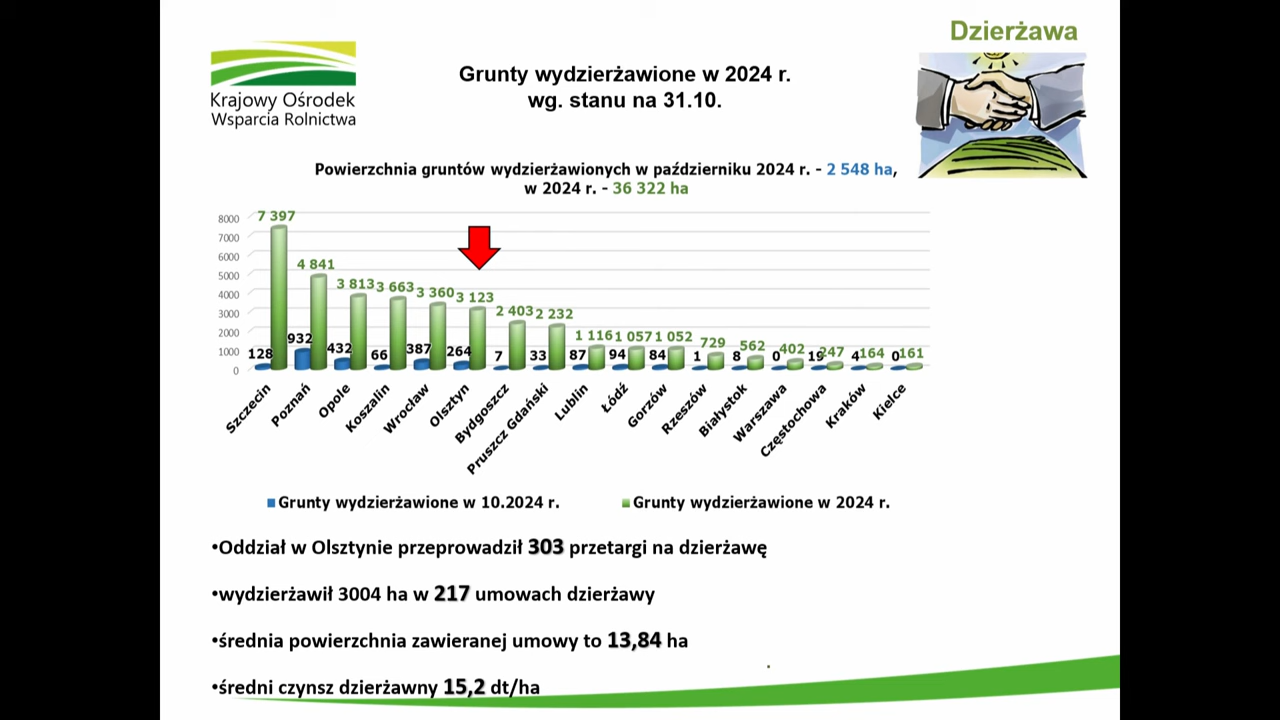 Dzierżawa
Krajowy Ośrodek
Wsparcia Rolnictwa
Grunty wydzierżawione w 2024 r.
wg. stanu na 31.10.
Powierzchnia gruntów wydzierżawionych w październiku 2024 r. - 2 548 ha,
w 2024 r. - 36 322 ha
8000
7000
6000
5000
4000
3000
2000
1000
0
7 397
4 841
3 813
3 663
3 360
3 123
2 403
2 232
1 116
1 057
1 052
729
562
402
247
164
161
128
932
432
66
387
264
7
33
87
94
84
1
8
0
19
4
0
Szczecin
Poznań
Opole
Koszalin
Wrocław
Olsztyn
Bydgoszcz
Pruszcz Gdański
Lublin
Łódź
Gorzów
Rzeszów
Białystok
Warszawa
Częstochowa
Kraków
Kielce
Grunty wydzierżawione w 10.2024 r.
Grunty wydzierżawione w 2024 r.
•Oddział w Olsztynie przeprowadził 303 przetargi na dzierżawę
•wydzierżawił 3004 ha w 217 umowach dzierżawy
•średnia powierzchnia zawieranej umowy to 13,84 ha
•średni czynsz dzierżawny 15,2 dt/ha